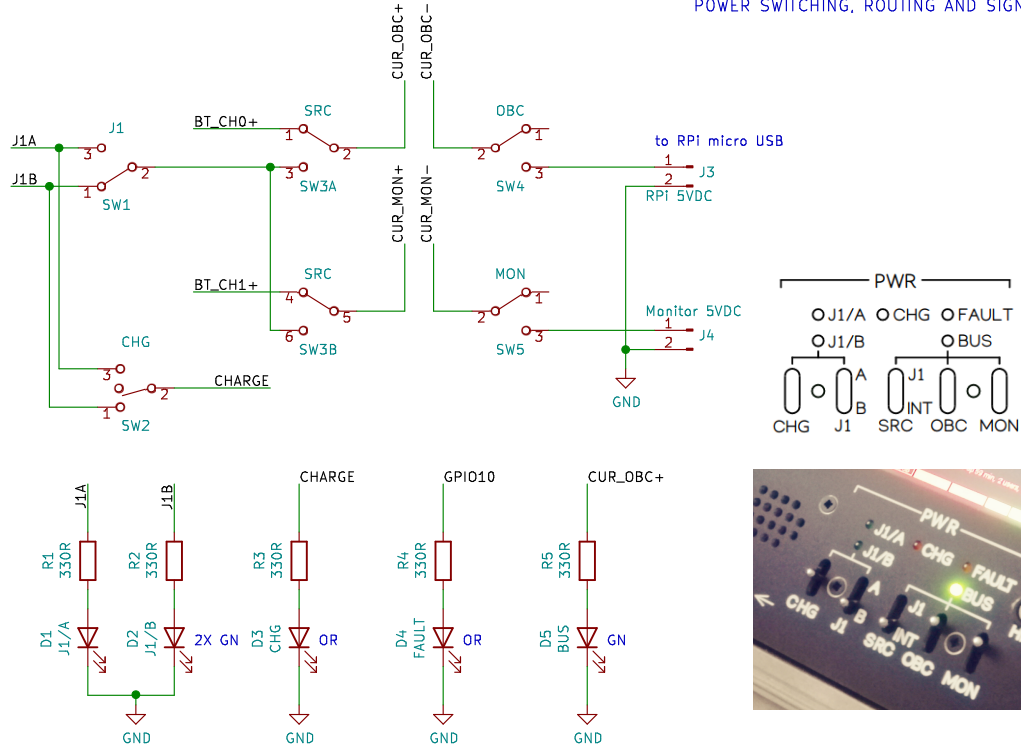 POWER SWITCHING, ROUTING AND SIGN
CUR_OBC+
CUR_OBC-
SRC
OBC
BT_CH0+
1
2
2
1
J1
J1A
3
2
J1B
1
SW1
3
SW3A
3
SW4
to RPi micro USB
1
J3
2
RPi 5VDC
CUR_MON+
CUR_MON-
SRC
MON
BT_CH1+
4
5
2
1
6
SW3B
3
SW5
Monitor 5VDC
1
J4
2
GND
CHG
3
2
CHARGE
1
SW2
PWR
J1/A
CHG
FAULT
J1/B
BUS
A
B
J1
INT
CHG
J1
SRC
OBC
MON
J1A
J1B
CHARGE
GPIO10
CUR_OBC+
R1
330R
R2
330R
R3
330R
R4
330R
R5
330R
D1
J1/A
D2
J1/B
2X GN
D3
CHG
OR
D4
FAULT
OR
D5
BUS
GN
GND
GND
GND
GND
PWR
J1/A
CHG
FAULT
J1/B
BUS
A
B
J1
INT
CHG
J1
SRC
OBC
MON